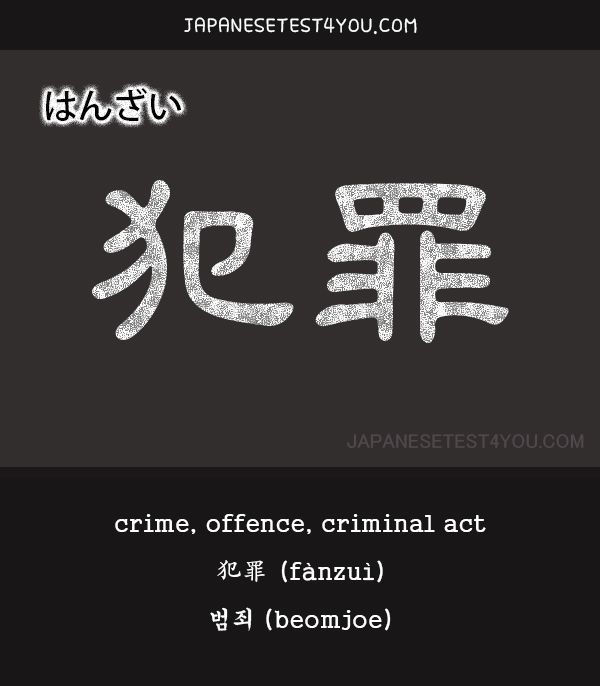 JAPANESETEST4YOU.COM
はんざい
犯罪
JAPANESETEST4YOU.COM
crime, offence, criminal act
犯罪 (fànzuì)
범죄 (beomjoe)